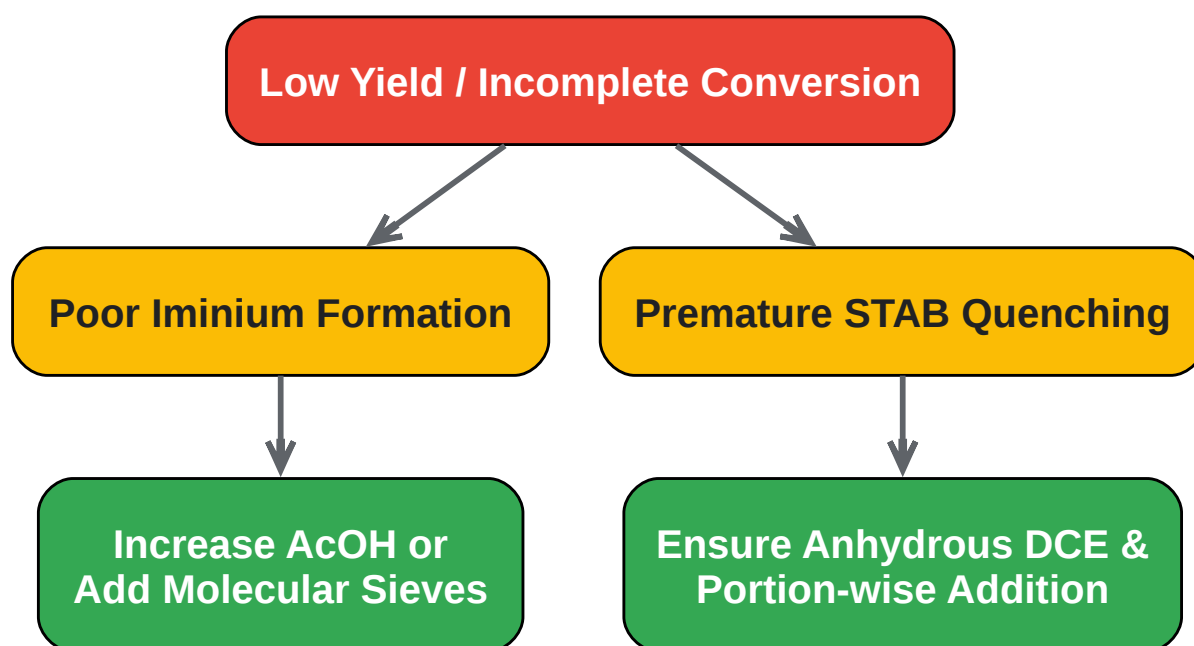 Low Yield / Incomplete Conversion
Poor Iminium Formation
Premature STAB Quenching
Increase AcOH or
Add Molecular Sieves
Ensure Anhydrous DCE &
Portion-wise Addition